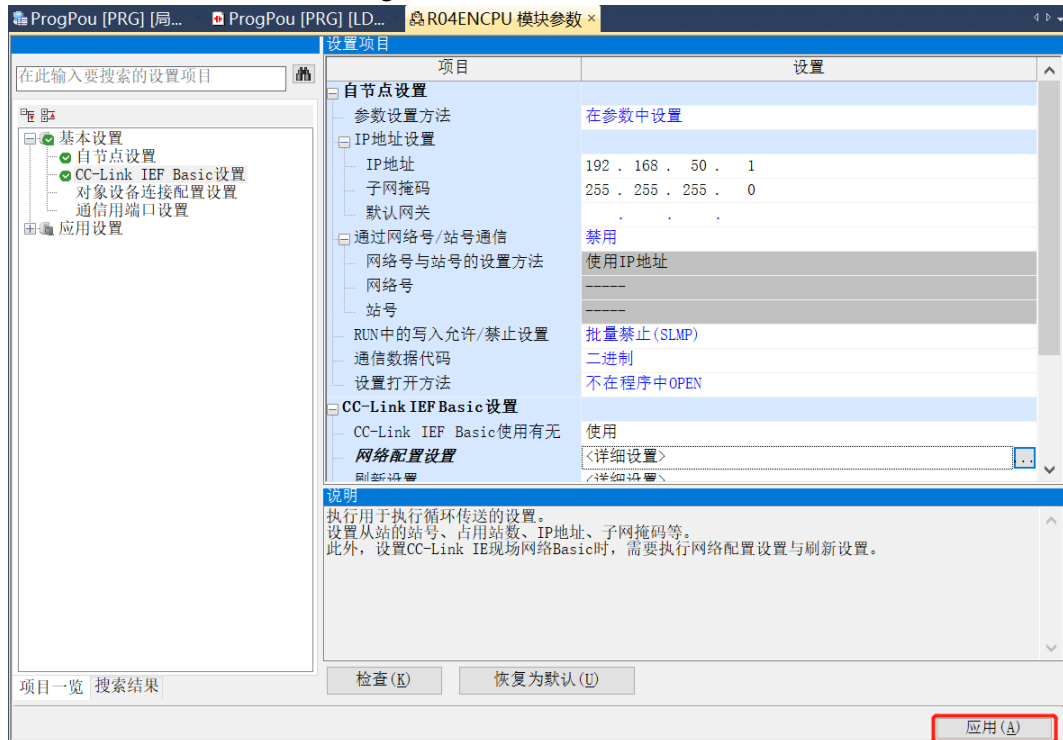 ProgPou [PRG] [局...
ProgPou [PRG] [LD...
R04ENCPU 模块参数 ×
设置项目
在此输入要搜索的设置项目
基本设置
自节点设置
CC-Link IEF Basic设置
对象设备连接配置设置
通信用端口设置
应用设置
项目一览 搜索结果
项目 设置
自节点设置
参数设置方法 在参数中设置
IP地址设置
IP地址 192 . 168 . 50 . 1
子网掩码 255 . 255 . 255 . 0
默认网关 . . .
通过网络号/站号通信 禁用
网络号与站号的设置方法 使用IP地址
网络号 -----
站号 -----
RUN中的写入允许/禁止设置 批量禁止(SLMP)
通信数据代码 二进制
设置打开方法 不在程序中OPEN
CC-Link IEF Basic设置
CC-Link IEF Basic使用有无 使用
网络配置设置 <详细设置> ...
刷新设置 <详细设置>
说明
执行用于执行循环传送的设置。
设置从站的站号、占用站数、IP地址、子网掩码等。
此外，设置CC-Link IE现场网络Basic时，需要执行网络配置设置与刷新设置。
检查(K) 恢复为默认(U)
应用(A)